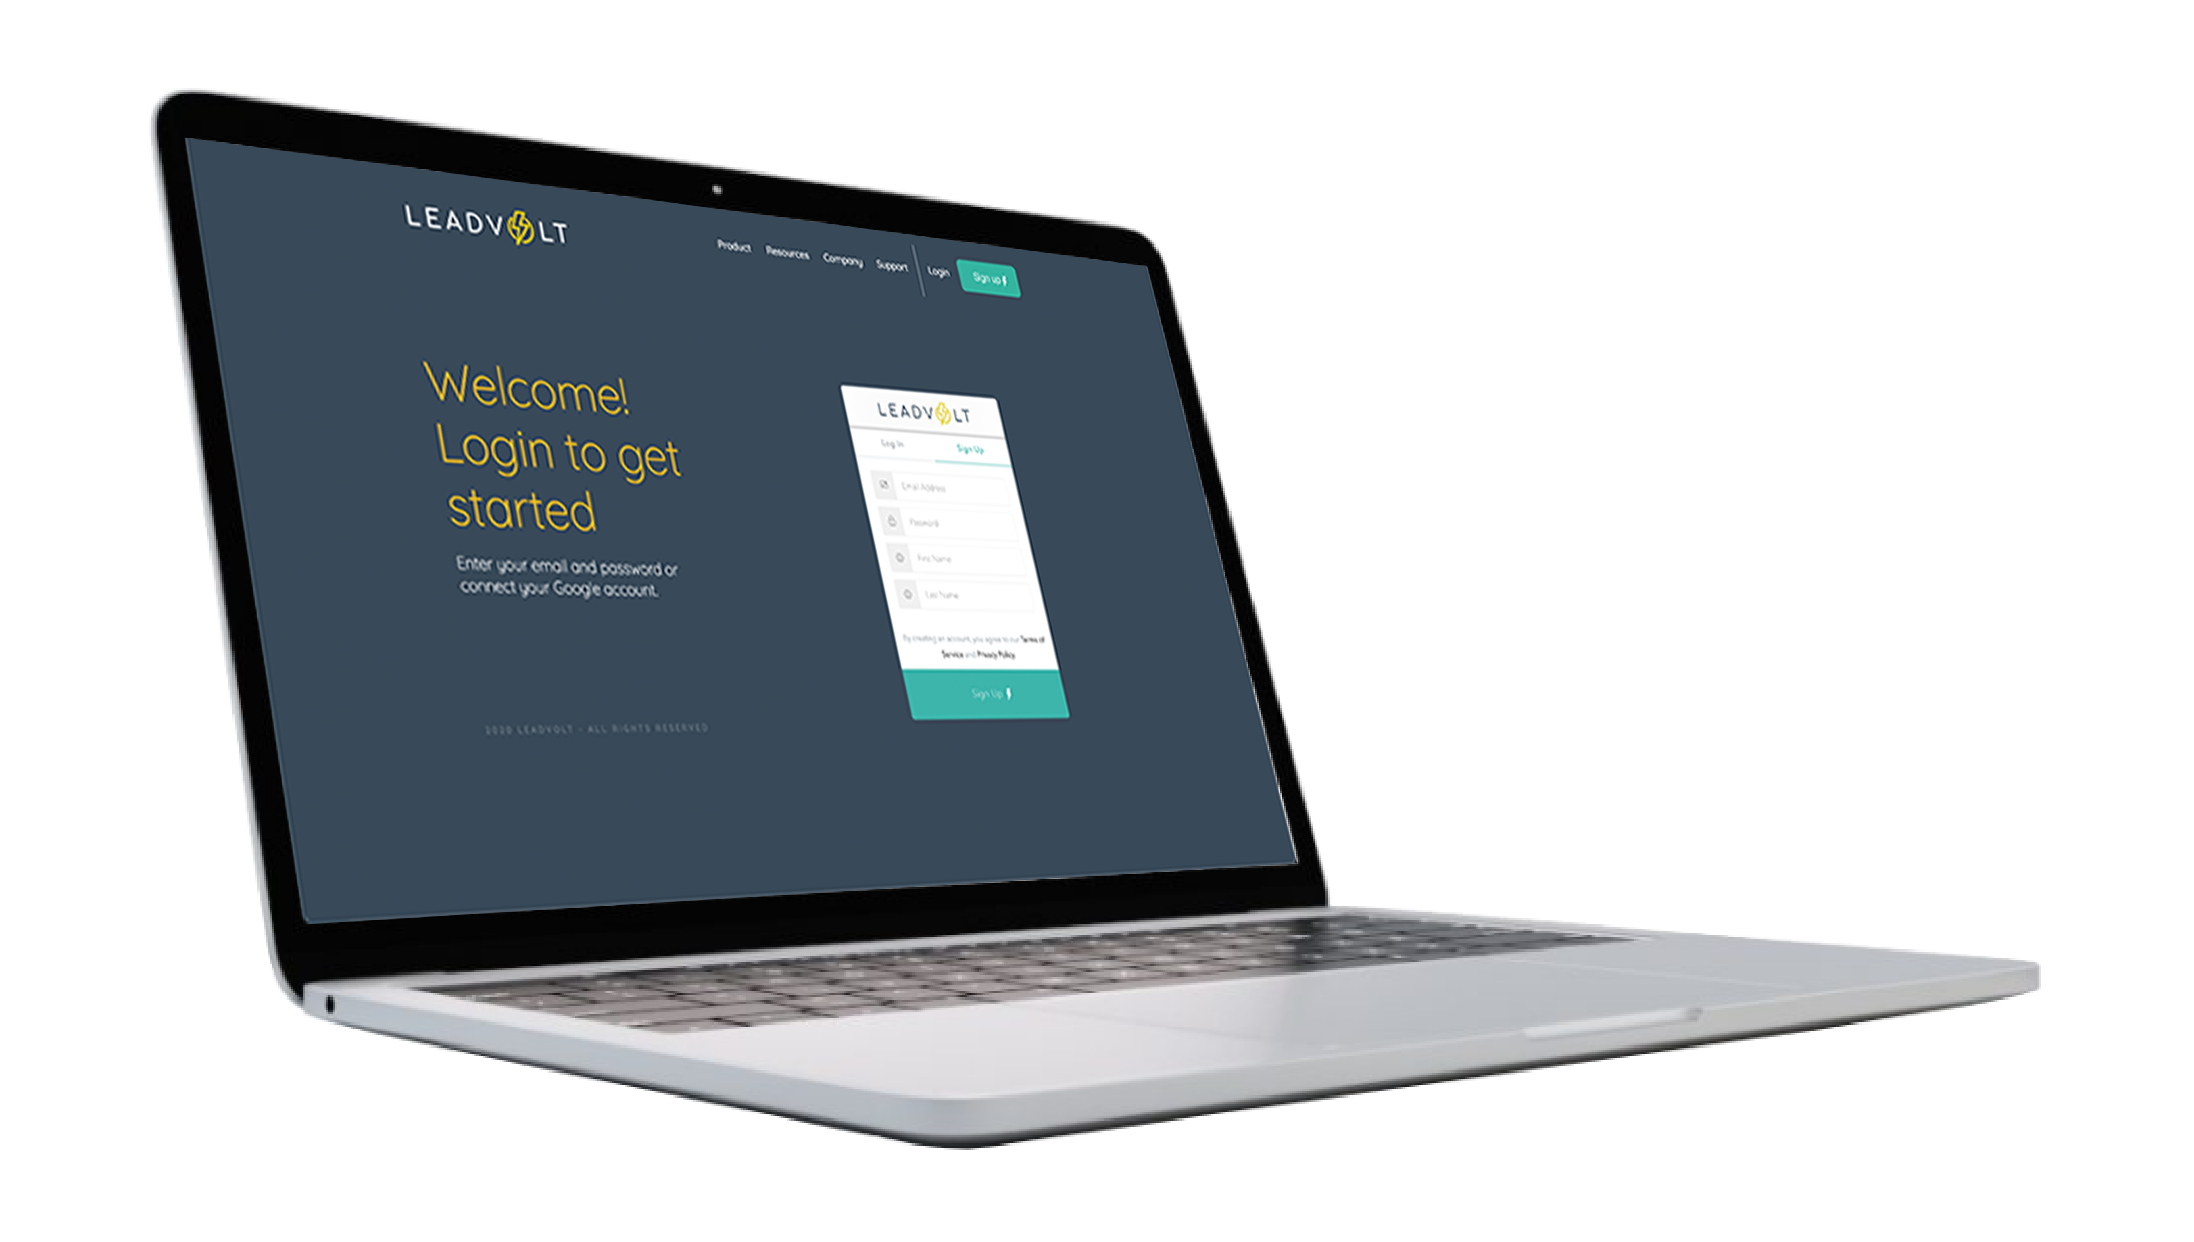 LEADVOLT
Product Resources Company Support Login Sign up
Welcome!
Login to get
started
Enter your email and password or
connect your Google account.
2020 LEADVOLT - ALL RIGHTS RESERVED
LEADVOLT
Log In Sign Up
Email Address
Password
First Name
Last Name
By creating an account, you agree to our Terms of
Service and Privacy Policy
Sign Up